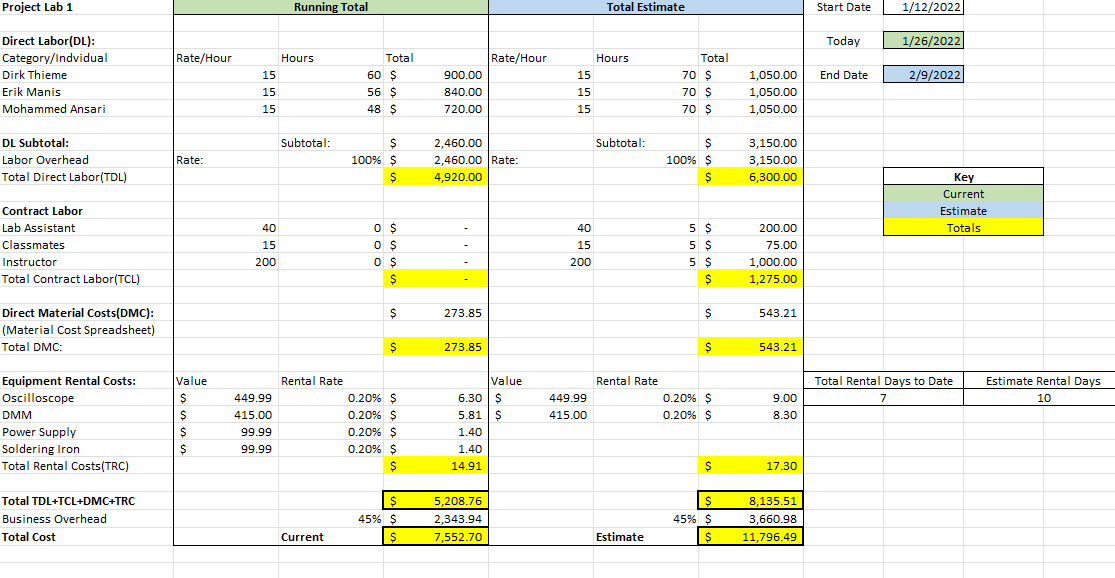 Project Lab 1 Running Total Total Estimate Start Date 1/12/2022
Direct Labor(DL): Today 1/26/2022
Category/Indvidual Rate/Hour Hours Total Rate/Hour Hours Total
Dirk Thieme 15 60 $ 900.00 15 70 $ 1,050.00 End Date 2/9/2022
Erik Manis 15 56 $ 840.00 15 70 $ 1,050.00
Mohammed Ansari 15 48 $ 720.00 15 70 $ 1,050.00
DL Subtotal: Subtotal: $ 2,460.00 Subtotal: $ 3,150.00
Labor Overhead Rate: 100% $ 2,460.00 Rate: 100% $ 3,150.00
Total Direct Labor(TDL) $ 4,920.00 $ 6,300.00 Key
Current
Contract Labor Estimate
Lab Assistant 40 0 $ - 40 5 $ 200.00 Totals
Classmates 15 0 $ - 15 5 $ 75.00
Instructor 200 0 $ - 200 5 $ 1,000.00
Total Contract Labor(TCL) $ - $ 1,275.00
Direct Material Costs(DMC): $ 273.85 $ 543.21
(Material Cost Spreadsheet)
Total DMC: $ 273.85 $ 543.21
Equipment Rental Costs: Value Rental Rate Value Rental Rate Total Rental Days to Date Estimate Rental Days
Oscilloscope $ 449.99 0.20% $ 6.30 $ 449.99 0.20% $ 9.00 7 10
DMM $ 415.00 0.20% $ 5.81 $ 415.00 0.20% $ 8.30
Power Supply $ 99.99 0.20% $ 1.40
Soldering Iron $ 99.99 0.20% $ 1.40
Total Rental Costs(TRC) $ 14.91 $ 17.30
Total TDL+TCL+DMC+TRC $ 5,208.76 $ 8,135.51
Business Overhead 45% $ 2,343.94 45% $ 3,660.98
Total Cost Current $ 7,552.70 Estimate $ 11,796.49